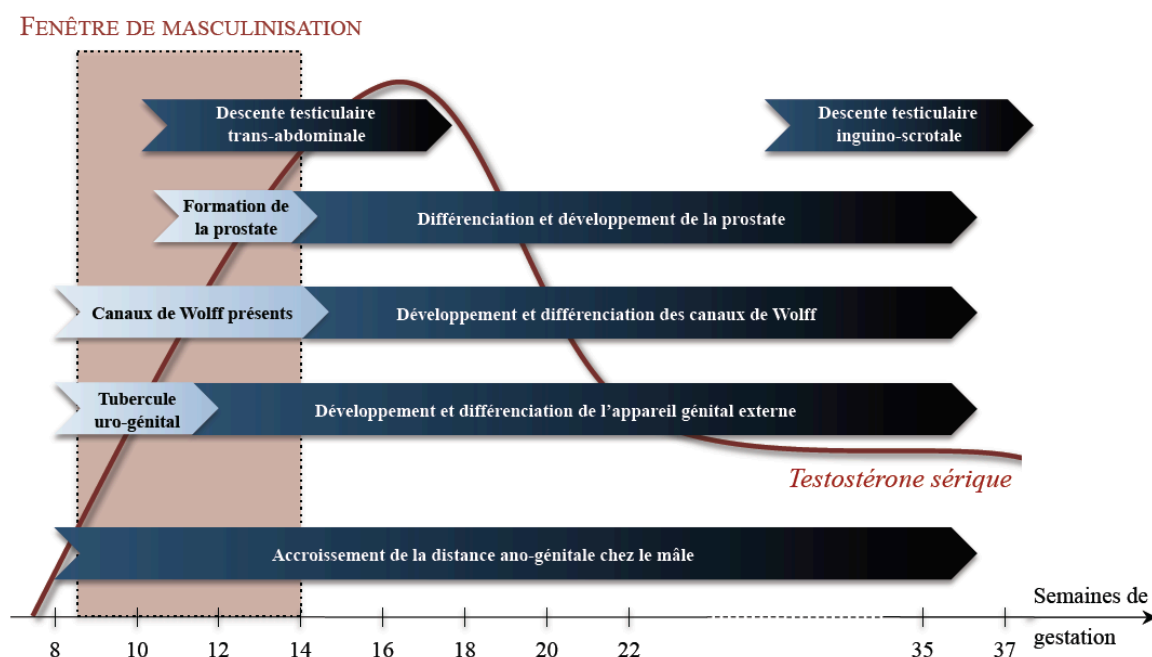 FENÊTRE DE MASCULINISATION
Descente testiculaire
trans-abdominale
Descente testiculaire
inguino-scrotale
Formation de
la prostate
Différenciation et développement de la prostate
Canaux de Wolff présents
Développement et différenciation des canaux de Wolff
Tubercule
uro-génital
Développement et différenciation de l’appareil génital externe
Testostérone sérique
Accroissement de la distance ano-génitale chez le mâle
8 10 12 14 16 18 20 22 35 37
Semaines de
gestation